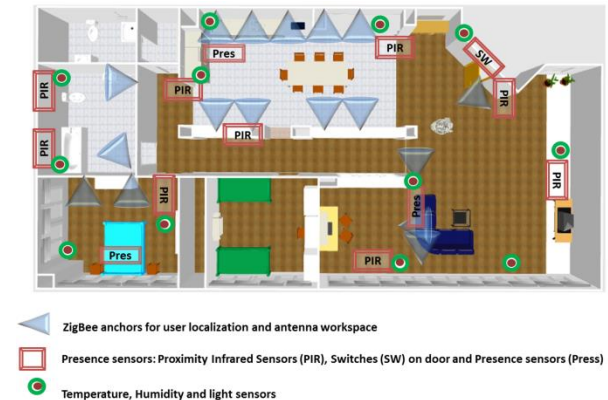 Pres
PIR
SW
PIR
PIR
PIR
PIR
PIR
PIR
PIR
Pres
Pres
PIR
ZigBee anchors for user localization and antenna workspace
Presence sensors: Proximity Infrared Sensors (PIR), Switches (SW) on door and Presence sensors (Press)
Temperature, Humidity and light sensors